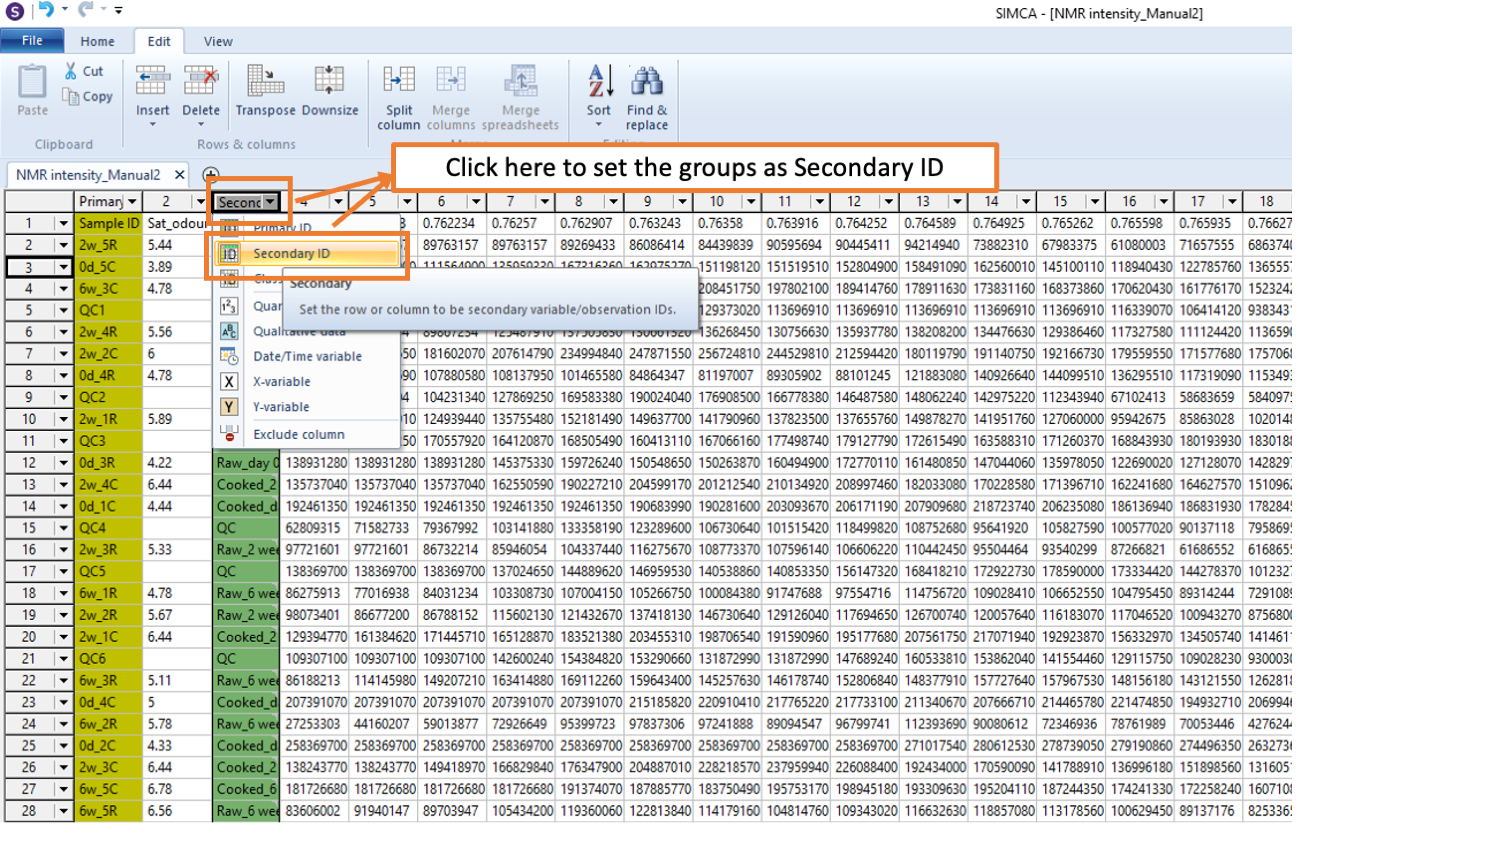 S SIMCA - [NMR intensity_Manual2]
File Home Edit View
Paste Cut Copy Insert Delete Transpose Downsize Split column Merge columns Merge spreadsheets Sort Find & replace
Clipboard Rows & columns
Click here to set the groups as Secondary ID
NMR intensity_Manual2 ×
Primary 2 Second 4 5 6 7 8 9 10 11 12 13 14 15 16 17 18
1 Sample ID Sat_odour 0.762234 0.76257 0.762907 0.763243 0.76358 0.763916 0.764252 0.764589 0.764925 0.765262 0.765598 0.765935 0.76627
2 2w_5R 5.44 89763157 89763157 89269433 86086414 84439839 90595694 90445411 94214940 73882310 67983375 61080003 71657555 6863740
3 0d_5C 3.89 151198120 151519510 152804900 158491090 162560010 145100110 118940430 122785760 136555
4 6w_3C 4.78 208451750 197802100 189414760 178911630 173831160 168373860 170620430 161776170 152324
5 QC1 129373020 113696910 113696910 113696910 113696910 113696910 116339070 106414120 938343
6 2w_4R 5.56 136268450 130756630 135937780 138208200 134476630 129386460 117327580 111124420 113659
7 2w_2C 6 181602070 207614790 234994840 247871550 256724810 244529810 212594420 180119790 191140750 192166730 179559550 171577680 175706
8 0d_4R 4.78 107880580 108137950 101465580 84864347 81197007 89305902 88101245 121883080 140926640 144099510 136295510 117319090 115349
9 QC2 104231340 127869250 169583380 190024040 176908500 166778380 146487580 148062240 142975220 112343940 67102413 58683659 584097
10 2w_1R 5.89 124939440 135755480 152181490 149637700 141790960 137823500 137655760 149878270 141951760 127060000 95942675 85863028 102014
11 QC3 170557920 164120870 168505490 160413110 167066160 177498740 179127790 172615490 163588310 171260370 168843930 180193930 183018
12 0d_3R 4.22 Raw_day 0 138931280 138931280 138931280 145375330 159726240 150548650 150263870 160494900 172770110 161480850 147044060 135978050 122690020 127128070 142829
13 2w_4C 6.44 Cooked_2 135737040 135737040 135737040 162550590 190227210 204599170 201212540 210134920 208997460 182033080 170228580 171396710 162241680 164627570 151096
14 0d_1C 4.44 Cooked_d 192461350 192461350 192461350 192461350 192461350 190683990 190281600 203093670 206171190 207909680 218723740 206235080 186136940 186831930 178284
15 QC4 QC 62809315 71582733 79367992 103141880 133358190 123289600 106730640 101515420 118499820 108752680 95641920 105827590 100577020 90137118 795869
16 2w_3R 5.33 Raw_2 wee 97721601 97721601 86732214 85946054 104337440 116275670 108773370 107596140 106606220 110442450 95504464 93540299 87266821 61686552 616865
17 QC5 QC 138369700 138369700 138369700 137024650 144889620 146959530 140538860 140853350 156147320 168418210 172922730 178590000 173334420 144278370 101232
18 6w_1R 4.78 Raw_6 wee 86275913 77016938 84031234 103308730 107004150 105266750 100084380 91747688 97554716 114756720 109028410 106652550 104795450 89314244 729108
19 2w_2R 5.67 Raw_2 wee 98073401 86677200 86788152 115602130 121432670 137418130 146730640 129126040 117694650 126700740 120057640 116183070 117046520 100943270 875680
20 2w_1C 6.44 Cooked_2 129394770 161384620 171445710 165128870 183521380 203455310 198706540 191590960 195177680 207561750 217071940 192923870 156332970 134505740 141461
21 QC6 QC 109307100 109307100 109307100 142600240 154384820 153290660 131872990 131872990 147689240 160533810 153862040 141554460 129115750 109028230 930003
22 6w_3R 5.11 Raw_6 wee 86188213 114145980 149207210 163414880 169112260 159643400 145257630 146178740 152806840 148377910 157727640 157967530 148156180 143121550 126281
23 0d_4C 5 Cooked_d 207391070 207391070 207391070 207391070 207391070 215185820 220910410 217765220 217733100 211340670 207666710 214465780 221474850 194932710 206994
24 6w_2R 5.78 Raw_6 wee 27253303 44160207 59013877 72926649 95399723 97837306 97241888 89094547 96799741 112393690 90080612 72346936 78761989 70053446 427624
25 0d_2C 4.33 Cooked_d 258369700 258369700 258369700 258369700 258369700 258369700 258369700 258369700 258369700 271017540 280612530 278739050 279190860 274496350 263273
26 2w_3C 6.44 Cooked_2 138243770 138243770 149418970 166829840 176347900 204887010 228218570 237959940 226088400 192434000 170590090 141788910 136996180 151898560 131605
27 6w_5C 6.78 Cooked_6 181726680 181726680 181726680 181726680 191374070 187885770 183750490 195753170 198945180 193309630 195204110 187244350 174241330 172258240 160710
28 6w_5R 6.56 Raw_6 wee 83606002 91940147 89703947 105434200 119360060 122813840 114179160 104814760 109343020 116632630 118857080 113178560 100629450 89137176 825336
Secondary ID
Secondary
Set the row or column to be secondary variable/observation IDs.
Date/Time variable
X X-variable
Y Y-variable
Exclude column